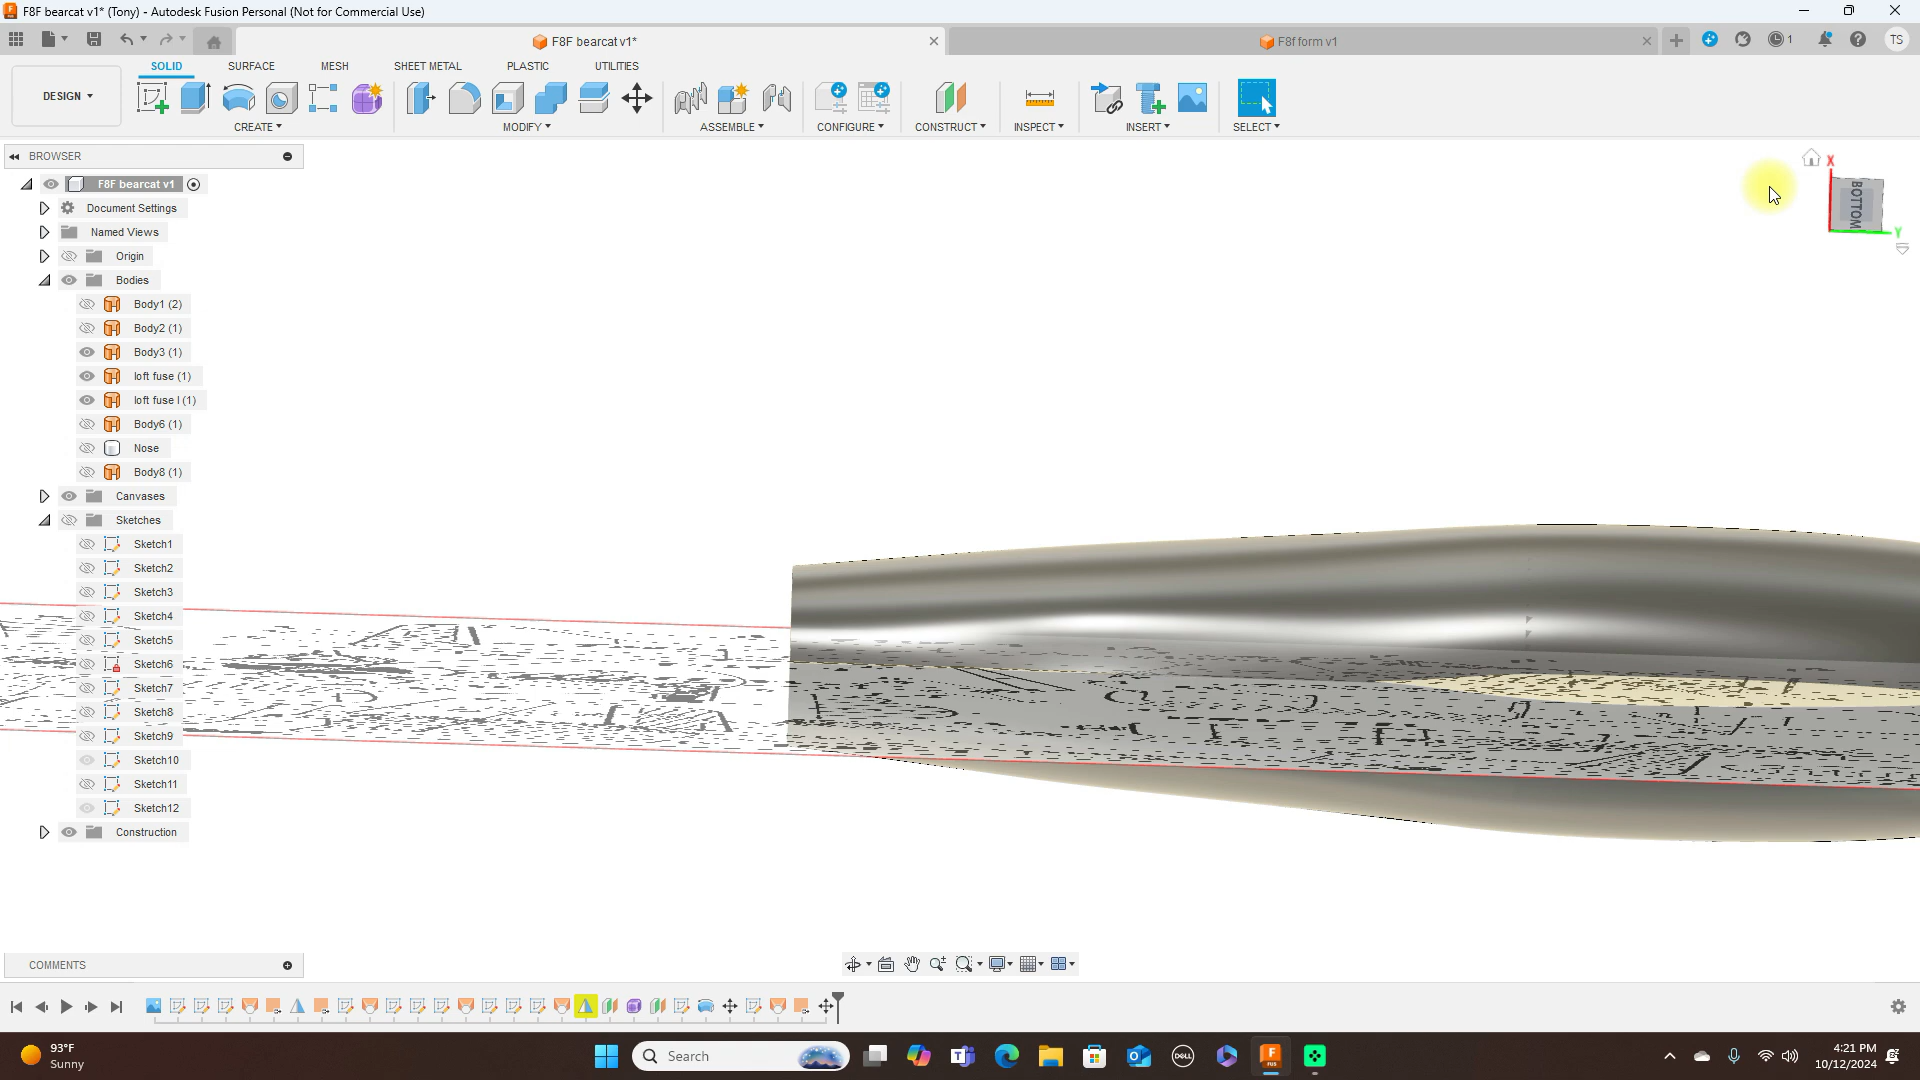 F8F bearcat v1* (Tony) - Autodesk Fusion Personal (Not for Commercial Use)
F8F bearcat v1*
F8f form v1
1
TS
DESIGN
SOLID
SURFACE
MESH
SHEET METAL
PLASTIC
UTILITIES
CREATE
MODIFY
ASSEMBLE
CONFIGURE
CONSTRUCT
INSPECT
INSERT
SELECT
BROWSER
F8F bearcat v1
Document Settings
Named Views
Origin
Bodies
Body1 (2)
Body2 (1)
Body3 (1)
loft fuse (1)
loft fuse l (1)
Body6 (1)
Nose
Body8 (1)
Canvases
Sketches
Sketch1
Sketch2
Sketch3
Sketch4
Sketch5
Sketch6
Sketch7
Sketch8
Sketch9
Sketch10
Sketch11
Sketch12
Construction
X
BOTTOM
Y
COMMENTS
93°F
Sunny
Search
DELL
F
FUS
4:21 PM
10/12/2024